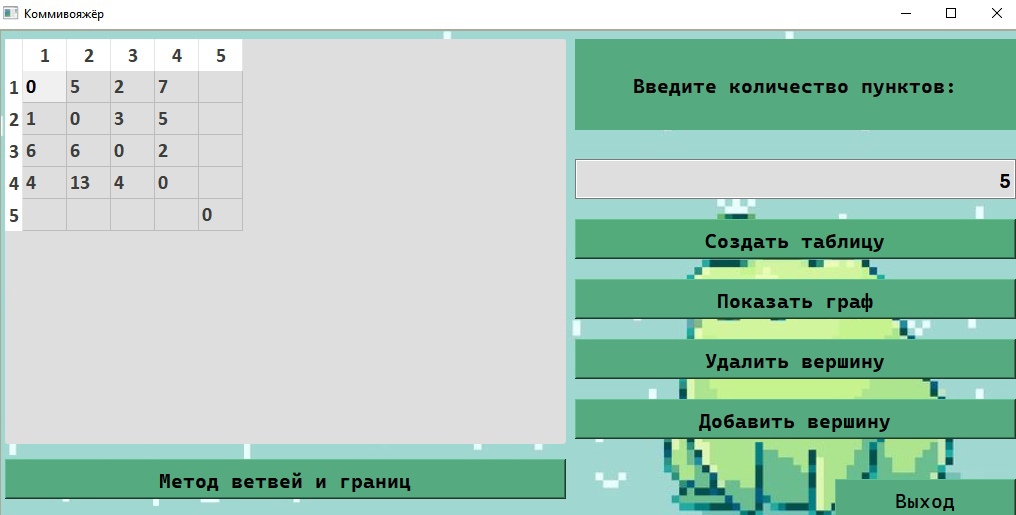 Коммивояжёр
1 2 3 4 5
1 0 5 2 7
2 1 0 3 5
3 6 6 0 2
4 4 13 4 0
5 0
Метод ветвей и границ
Введите количество пунктов:
5
Создать таблицу
Показать граф
Удалить вершину
Добавить вершину
Выход